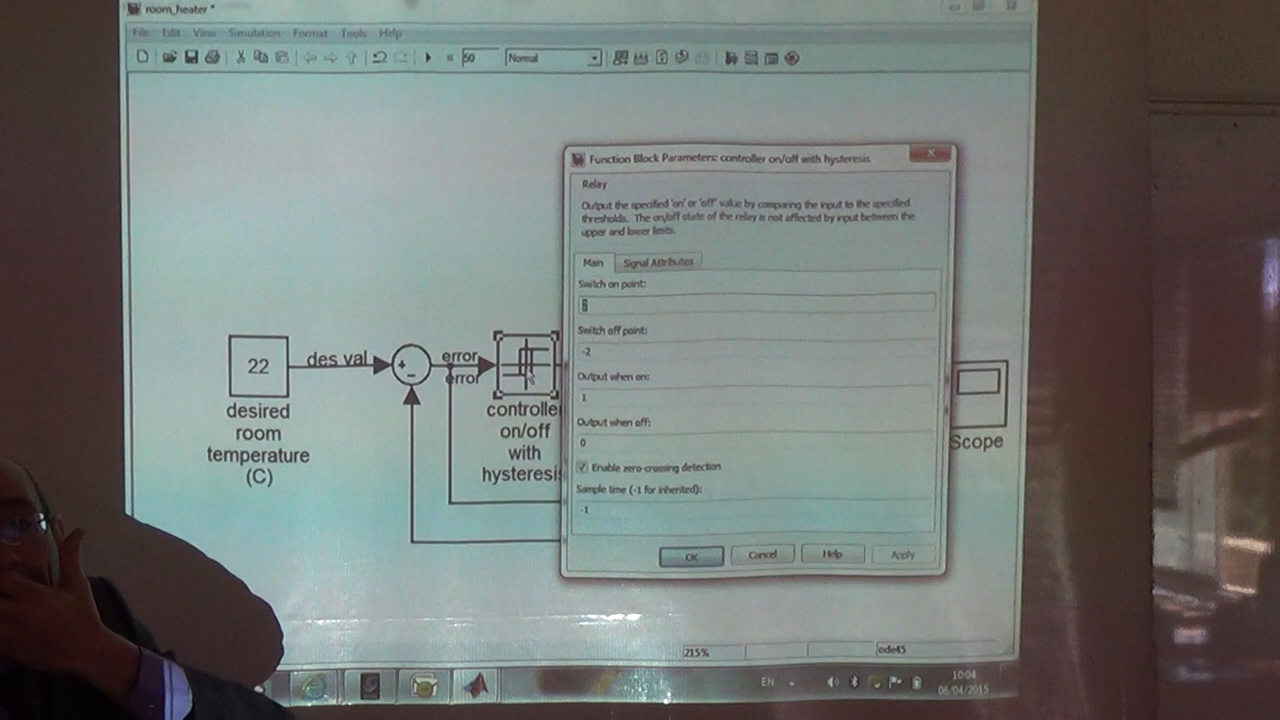 room_heater *
File Edit View Simulation Format Tools Help
50 Normal
Function Block Parameters: controller on/off with hysteresis
Relay
Output the specified 'on' or 'off' value by comparing the input to the specified
thresholds. The on/off state of the relay is not affected by input between the
upper and lower limits.
Main Signal Attributes
Switch on point:
Switch off point:
-2
Output when on:
1
Output when off:
0
Enable zero-crossing detection
Sample time (-1 for inherited):
-1
OK Cancel Help Apply
22
des val
+
-
error
error
desired
room
temperature
(C)
controlle
on/off
with
hysteresis
Scope
215% ode45
EN
10:04
06/04/2015